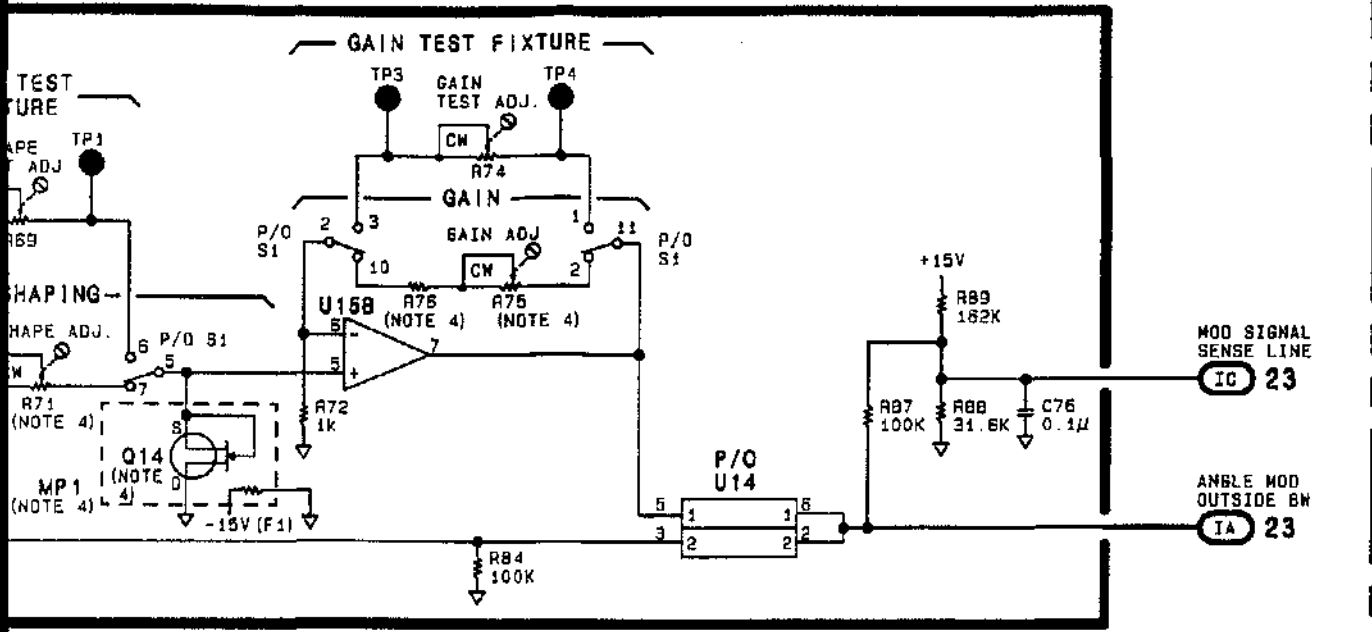 GAIN TEST FIXTURE
TEST
TURE
TP3
GAIN
TEST ADJ.
TP4
TP1
CW
R74
APE
T ADJ
R69
GAIN
P/O
S1
2
3
10
GAIN ADJ
CW
1
11
2
P/O
S1
R76
(NOTE 4)
R75
(NOTE 4)
SHAPING
HAPE ADJ.
6
P/O S1
5
7
CW
R71
(NOTE 4)
U15B
6
-
5
+
7
R72
1k
S
Q14
(NOTE
4)
D
MP1
(NOTE 4)
-15V (F1)
R84
100K
P/O
U14
5
1
1
6
3
2
2
2
+15V
R89
162K
R87
100K
R88
31.6K
C76
0.1µ
MOD SIGNAL
SENSE LINE
IC 23
ANGLE MOD
OUTSIDE BW
IA 23